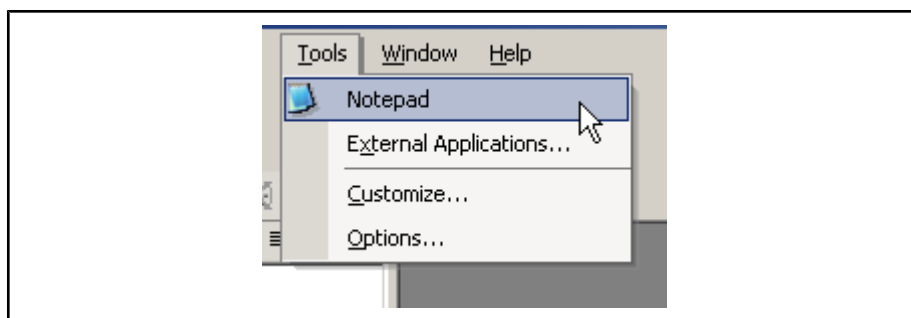 Tools Window Help
Notepad
External Applications...
Customize...
Options...